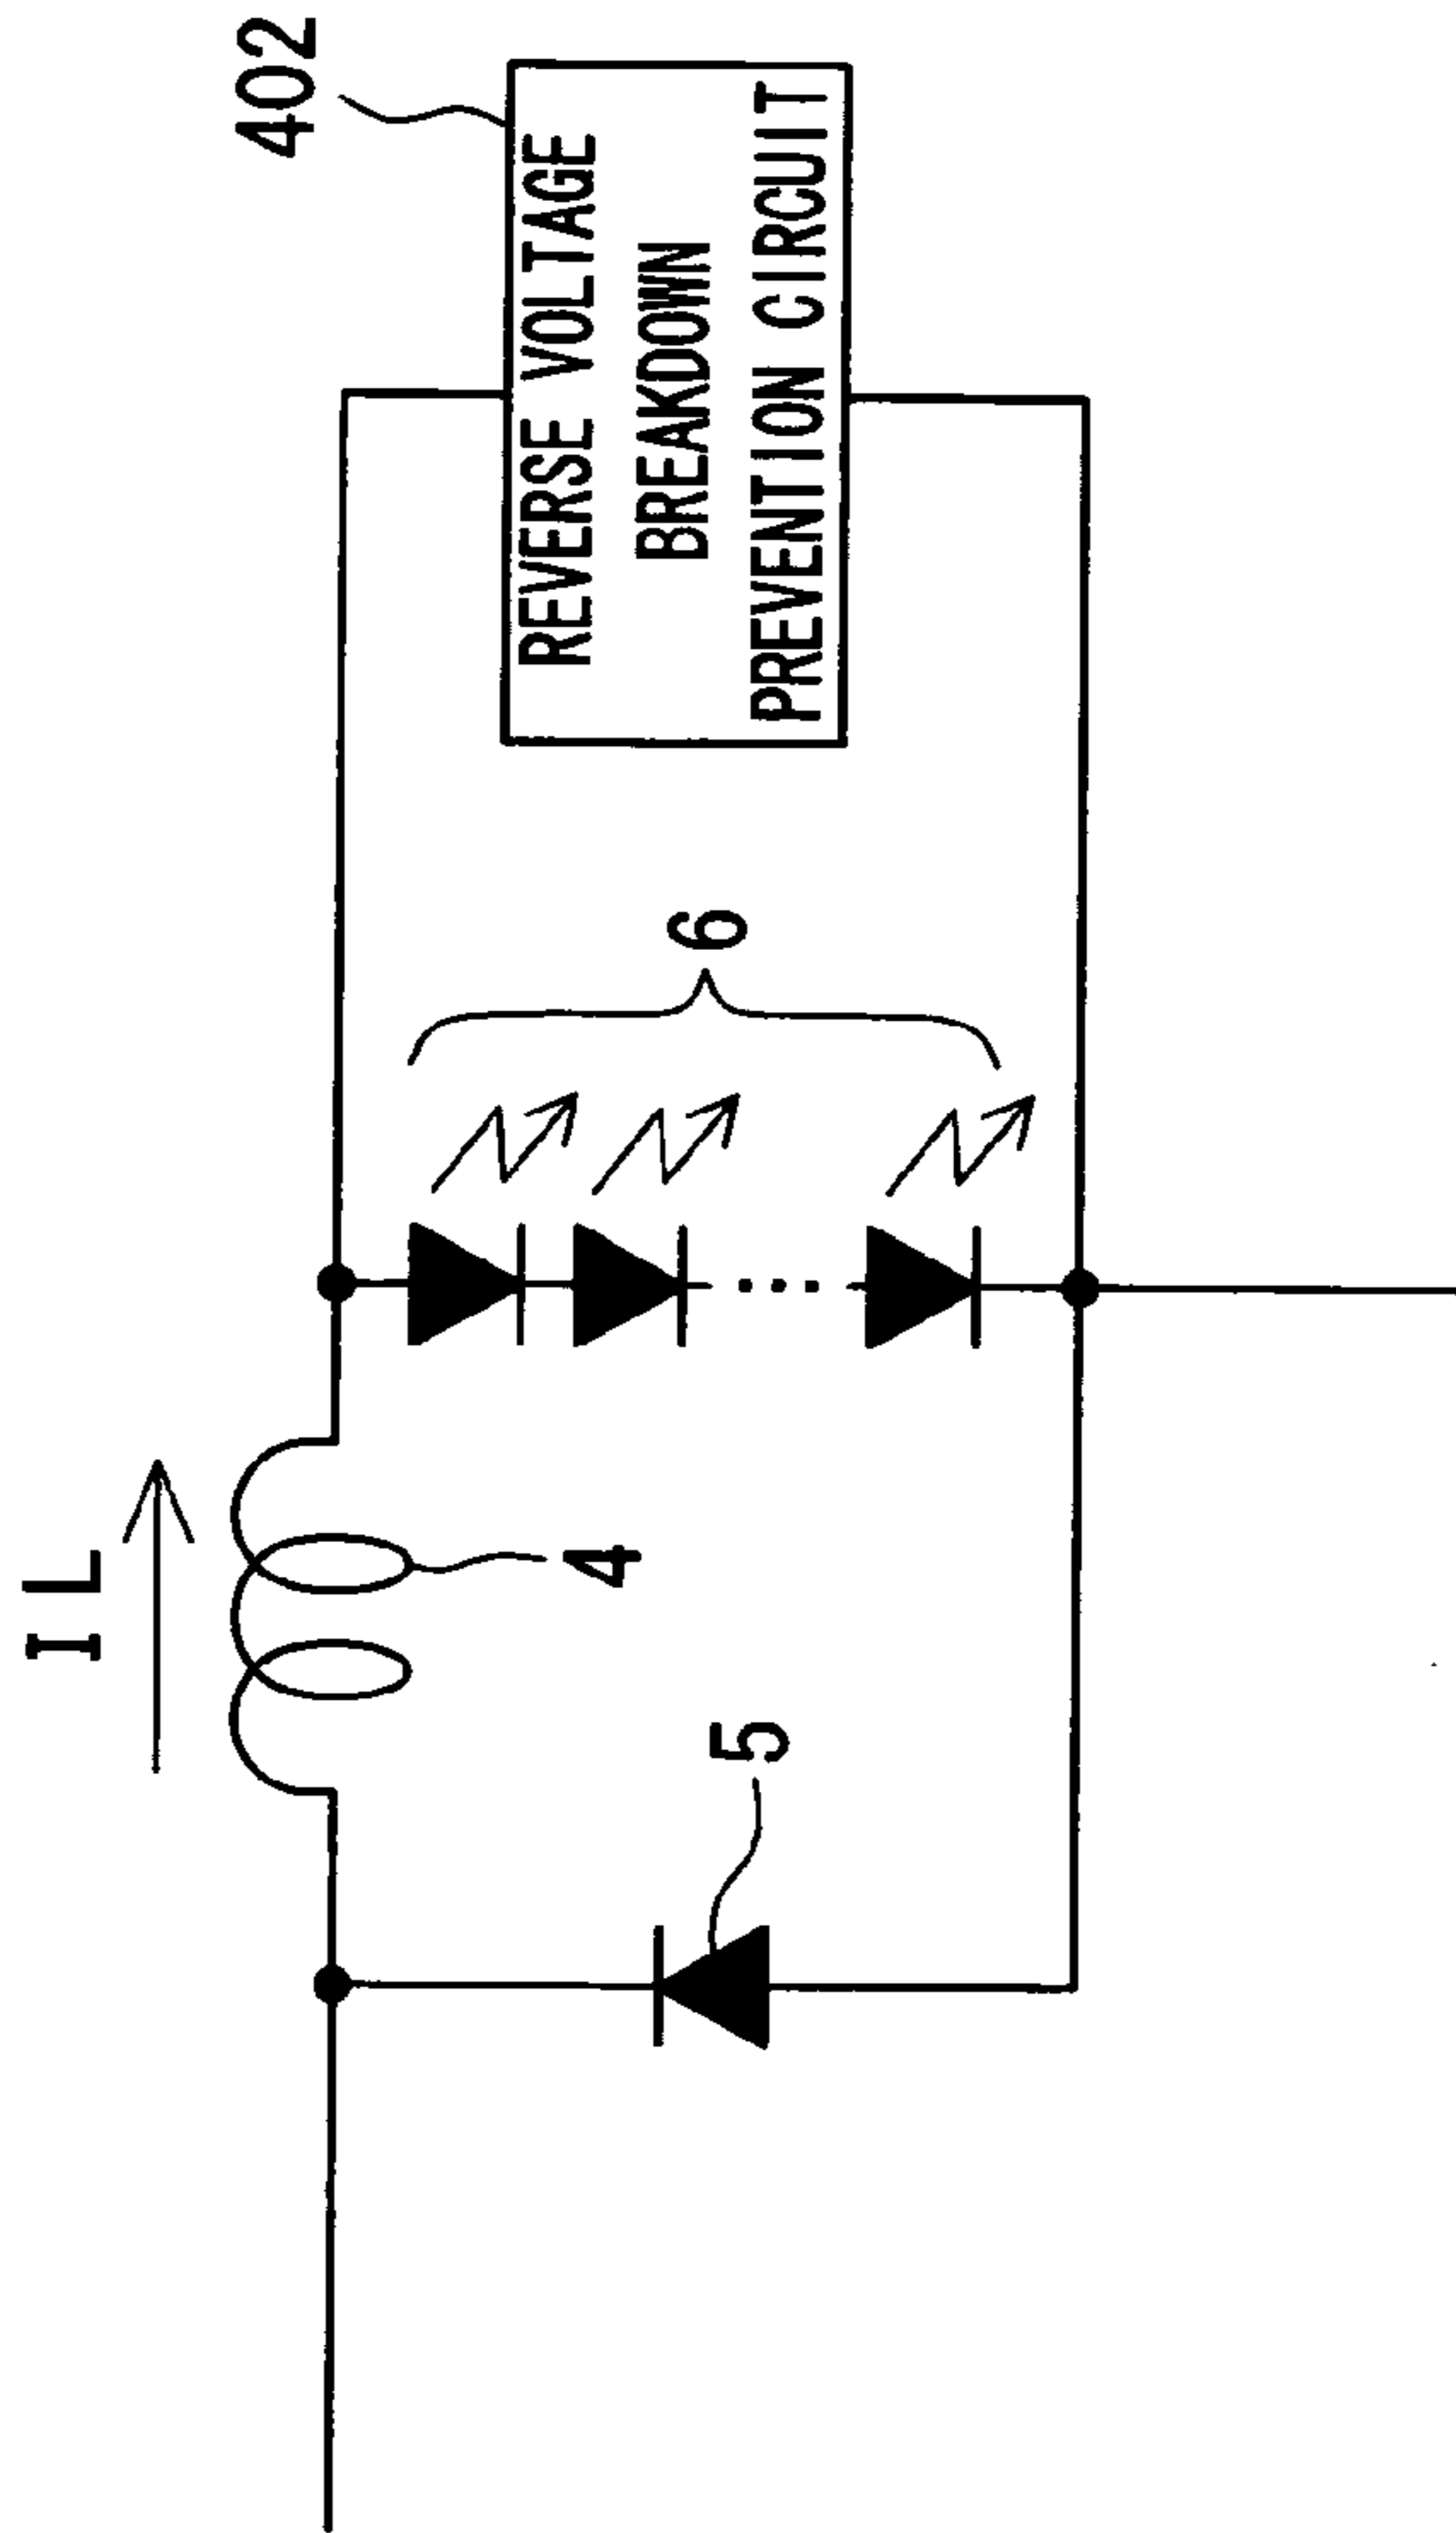 IL
402
REVERSE VOLTAGE
BREAKDOWN
PREVENTION CIRCUIT
4
6
5